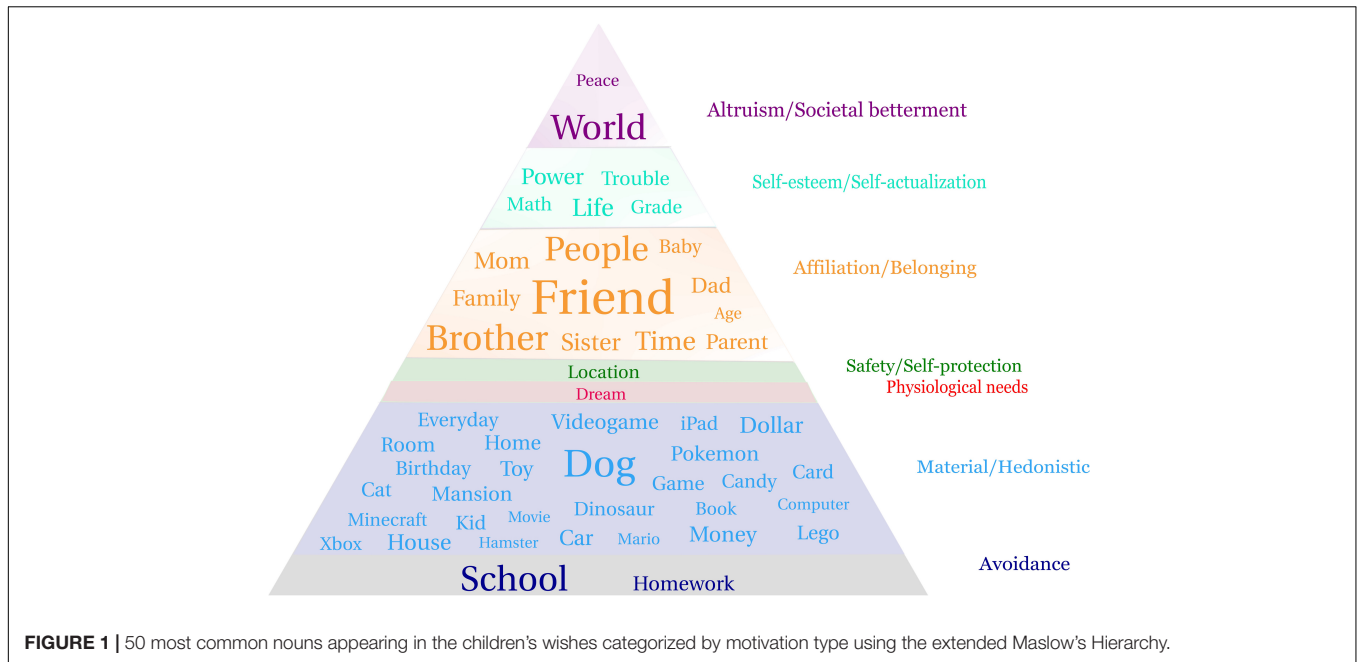 Peace
World
Altruism/Societal betterment
Power Trouble
Self-esteem/Self-actualization
Math Life Grade
People Baby
Mom
Affiliation/Belonging
Family Friend Dad
Age
Brother Sister Time Parent
Safety/Self-protection
Location
Physiological needs
Dream
Everyday Videogame iPad Dollar
Room Home Pokemon
Birthday Toy Dog Card
Material/Hedonistic
Cat Mansion Game Candy
Minecraft Kid Movie Dinosaur Book Computer
Xbox House Hamster Car Mario Money Lego
Avoidance
School Homework
FIGURE 1 | 50 most common nouns appearing in the children's wishes categorized by motivation type using the extended Maslow's Hierarchy.